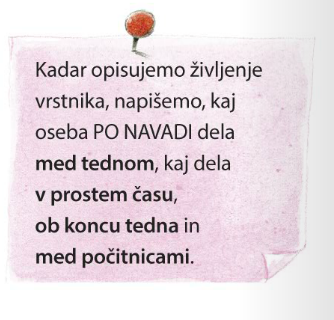 Kadar opisujemo življenje
vrstnika, napišemo, kaj
oseba PO NAVADI dela
med tednom, kaj dela
v prostem času,
ob koncu tedna in
med počitnicami.